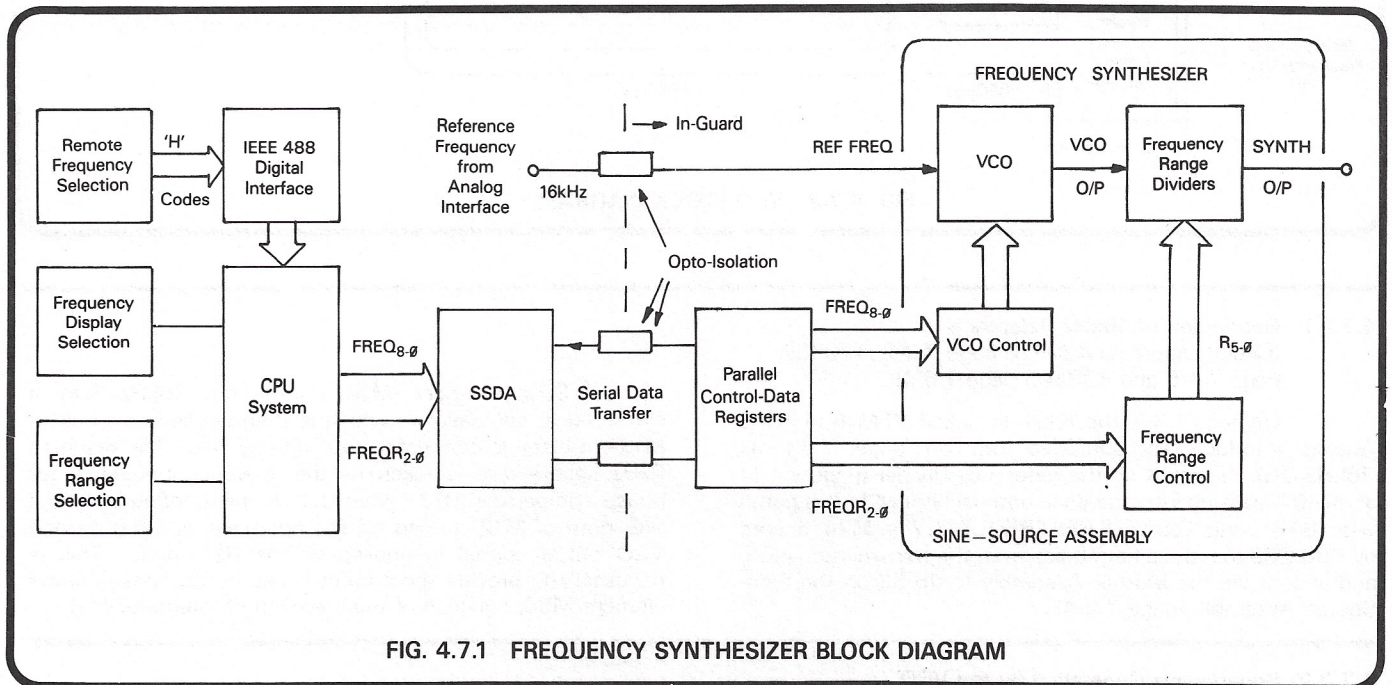 FREQUENCY SYNTHESIZER
Remote
Frequency
Selection
'H'
Codes
IEEE 488
Digital
Interface
Reference
Frequency
from
Analog
Interface
16kHz
In-Guard
REF FREQ
VCO
VCO
O/P
Frequency
Range
Dividers
SYNTH
O/P
Opto-Isolation
Frequency
Display
Selection
CPU
System
Frequency
Range
Selection
FREQ8-Ø
FREQR2-Ø
SSDA
Serial Data
Transfer
Parallel
Control-Data
Registers
FREQ8-Ø
FREQR2-Ø
VCO Control
R5-Ø
Frequency
Range
Control
SINE—SOURCE ASSEMBLY
FIG. 4.7.1 FREQUENCY SYNTHESIZER BLOCK DIAGRAM